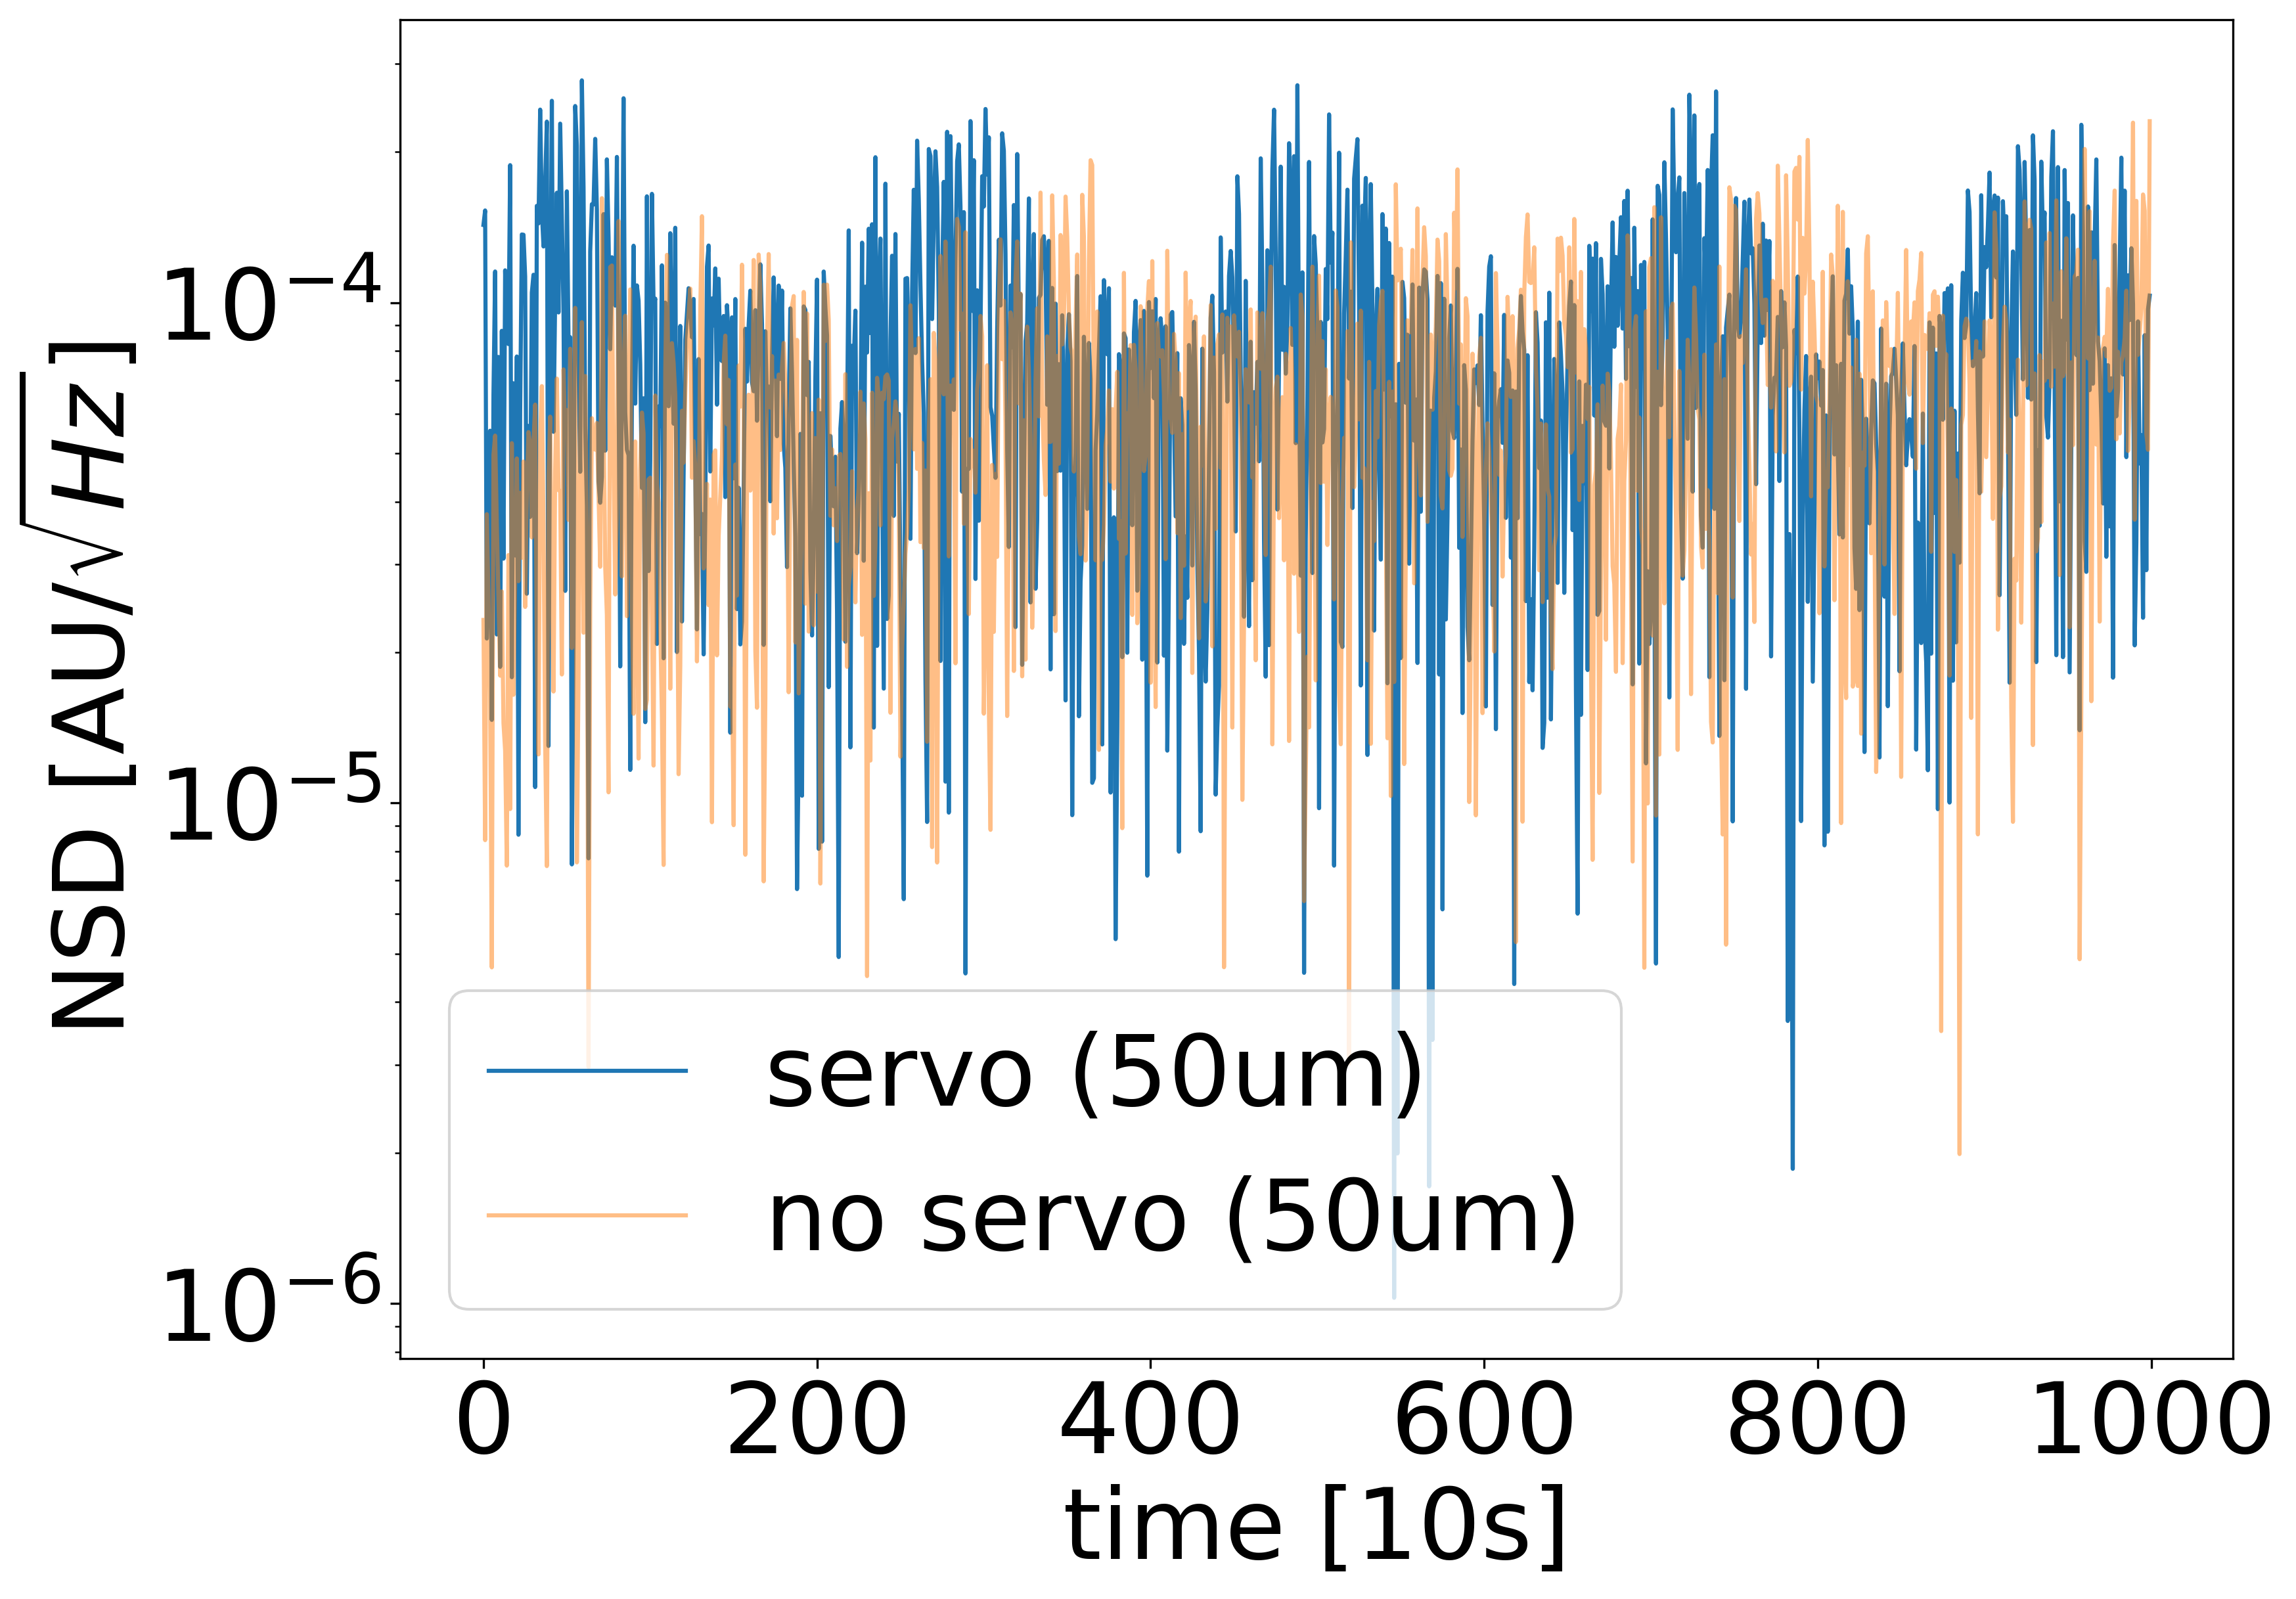 NSD [AU/√Hz]
10⁻⁴
10⁻⁵
10⁻⁶
servo (50um)
no servo (50um)
0 200 400 600 800 1000
time [10s]